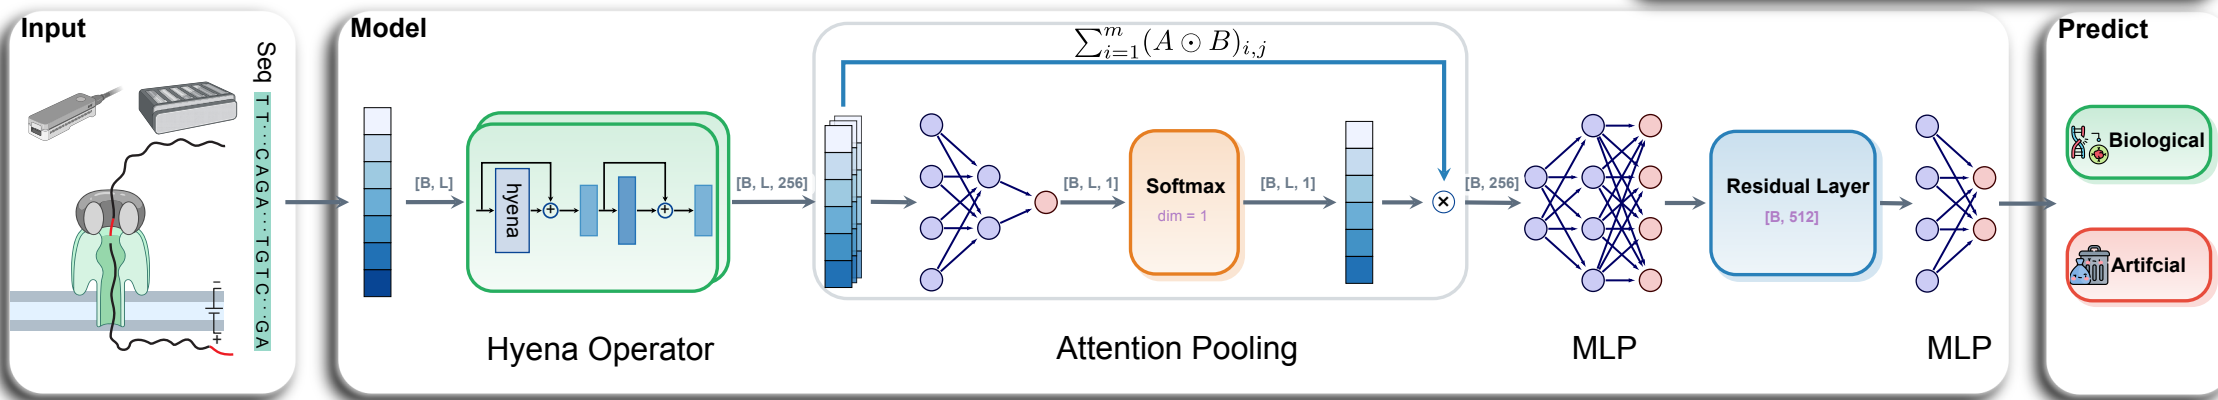 Input
Seq
T T ··· C A G A ··· T G T C ··· G A
−
+
Model
[B, L]
hyena
+
+
Hyena Operator
[B, L, 256]
∑_{i=1}^{m}(A ⊙ B)_{i,j}
[B, L, 1]
Softmax
dim = 1
[B, L, 1]
×
Attention Pooling
[B, 256]
MLP
Residual Layer
[B, 512]
MLP
Predict
Biological
Artifcial